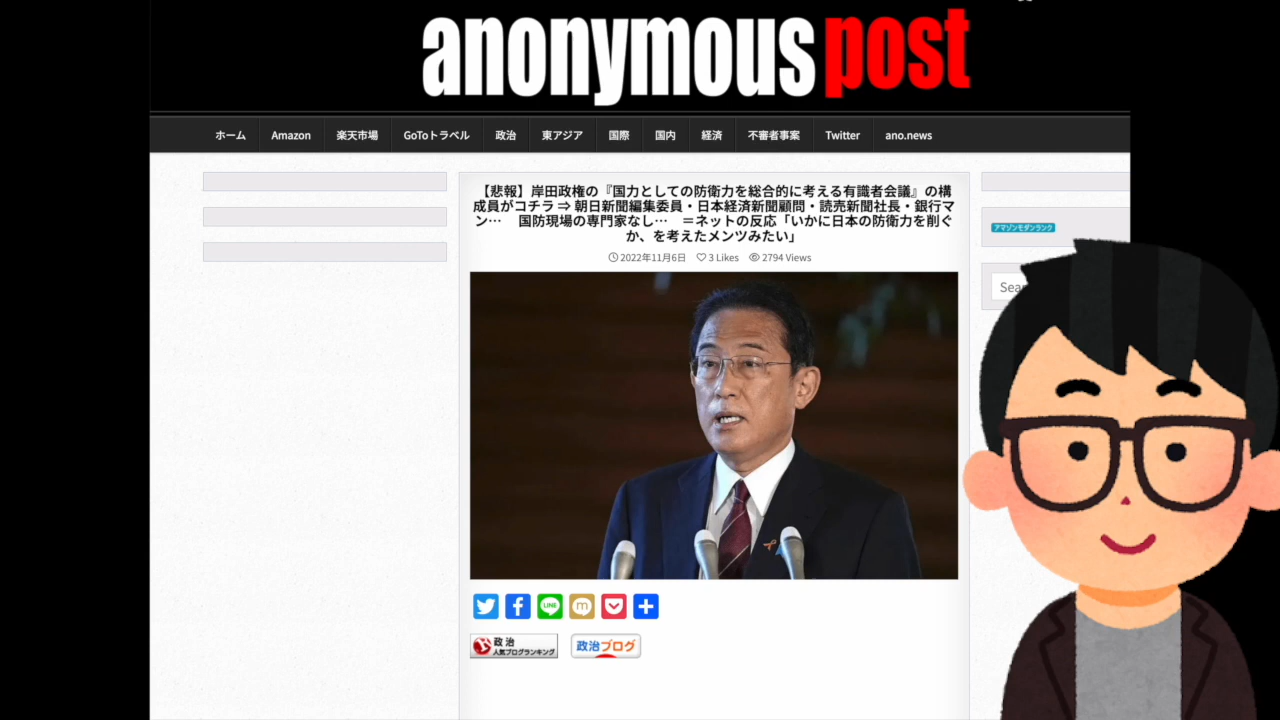 anonymous post
ホーム Amazon 楽天市場 GoToトラベル 政治 東アジア 国際 国内 経済 不審者事案 Twitter ano.news
【悲報】岸田政権の『国力としての防衛力を総合的に考える有識者会議』の構
成員がコチラ ⇒ 朝日新聞編集委員・日本経済新聞顧問・読売新聞社長・銀行マ
ン… 国防現場の専門家なし… ＝ネットの反応「いかに日本の防衛力を削ぐ
か、を考えたメンツみたい」
2022年11月6日 3 Likes 2794 Views
アマゾンモダンランク
Sea
LINE
m
政治
人気ブログランキング
政治ブログ